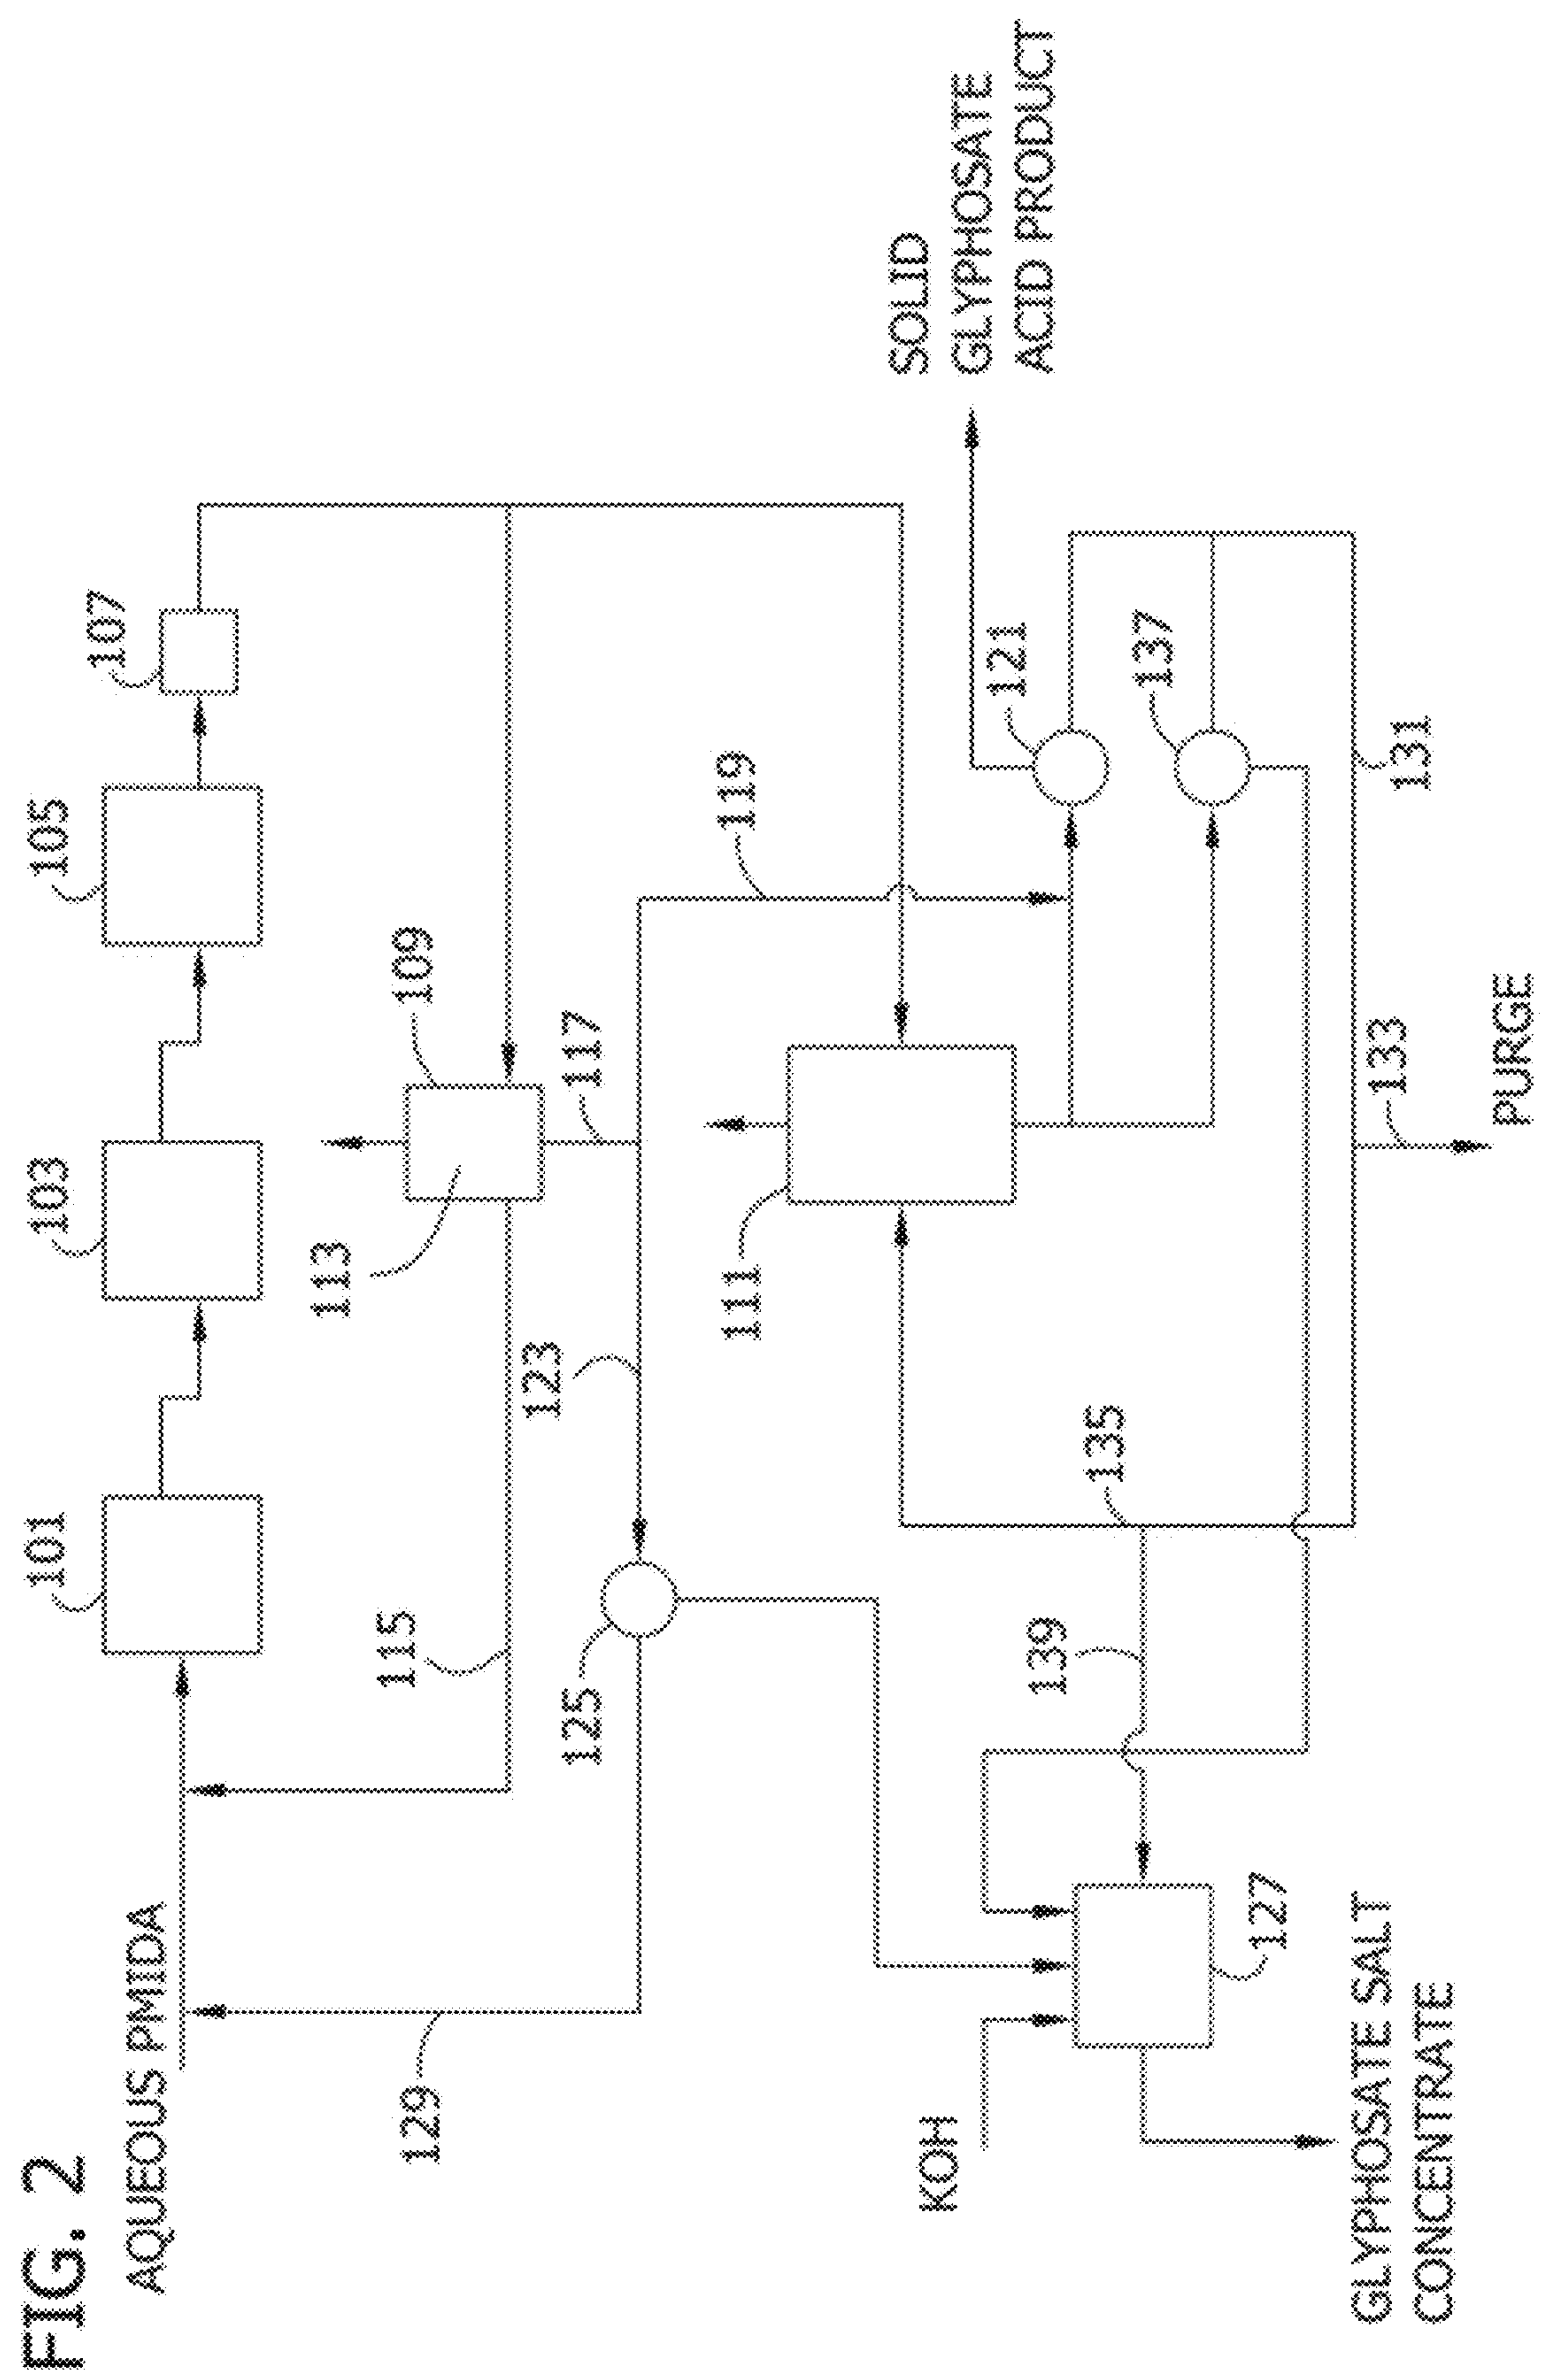 FIG. 2
AQUEOUS PMIDA
101
103
105
107
129
115
113
109
125
123
117
119
111
SOLID
GLYPHOSATE
ACID PRODUCT
KOH
139
135
121
137
127
133
131
GLYPHOSATE SALT
CONCENTRATE
PURGE